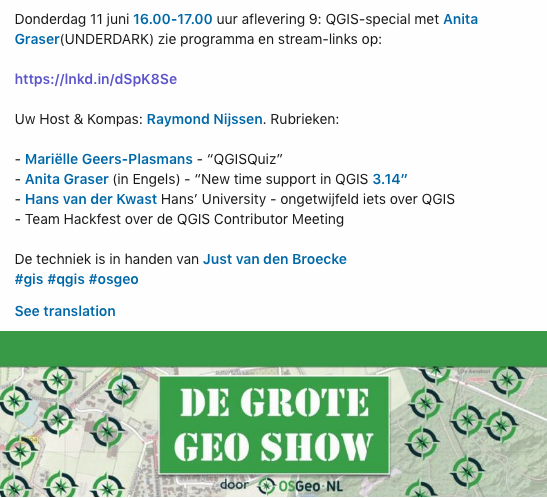 Donderdag 11 juni 16.00-17.00 uur aflevering 9: QGIS-special met Anita
Graser(UNDERDARK) zie programma en stream-links op:
https://lnkd.in/dSpK8Se
Uw Host & Kompas: Raymond Nijssen. Rubrieken:
- Mariëlle Geers-Plasmans - “QGISQuiz”
- Anita Graser (in Engels) - “New time support in QGIS 3.14”
- Hans van der Kwast Hans’ University - ongetwijfeld iets over QGIS
- Team Hackfest over de QGIS Contributor Meeting
De techniek is in handen van Just van den Broecke
#gis #qgis #osgeo
See translation
DE GROTE
GEO SHOW
door OSGeo·NL